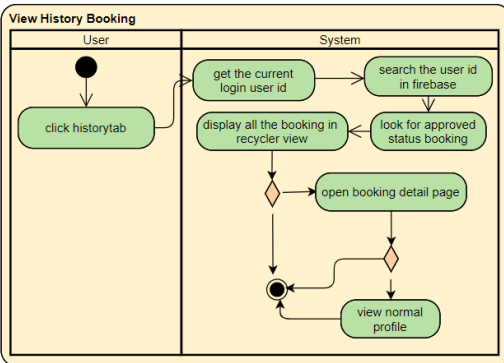 View History Booking
User
System
get the current
login user id
search the user id
in firebase
click historytab
display all the booking in
recycler view
look for approved
status booking
open booking detail page
view normal
profile